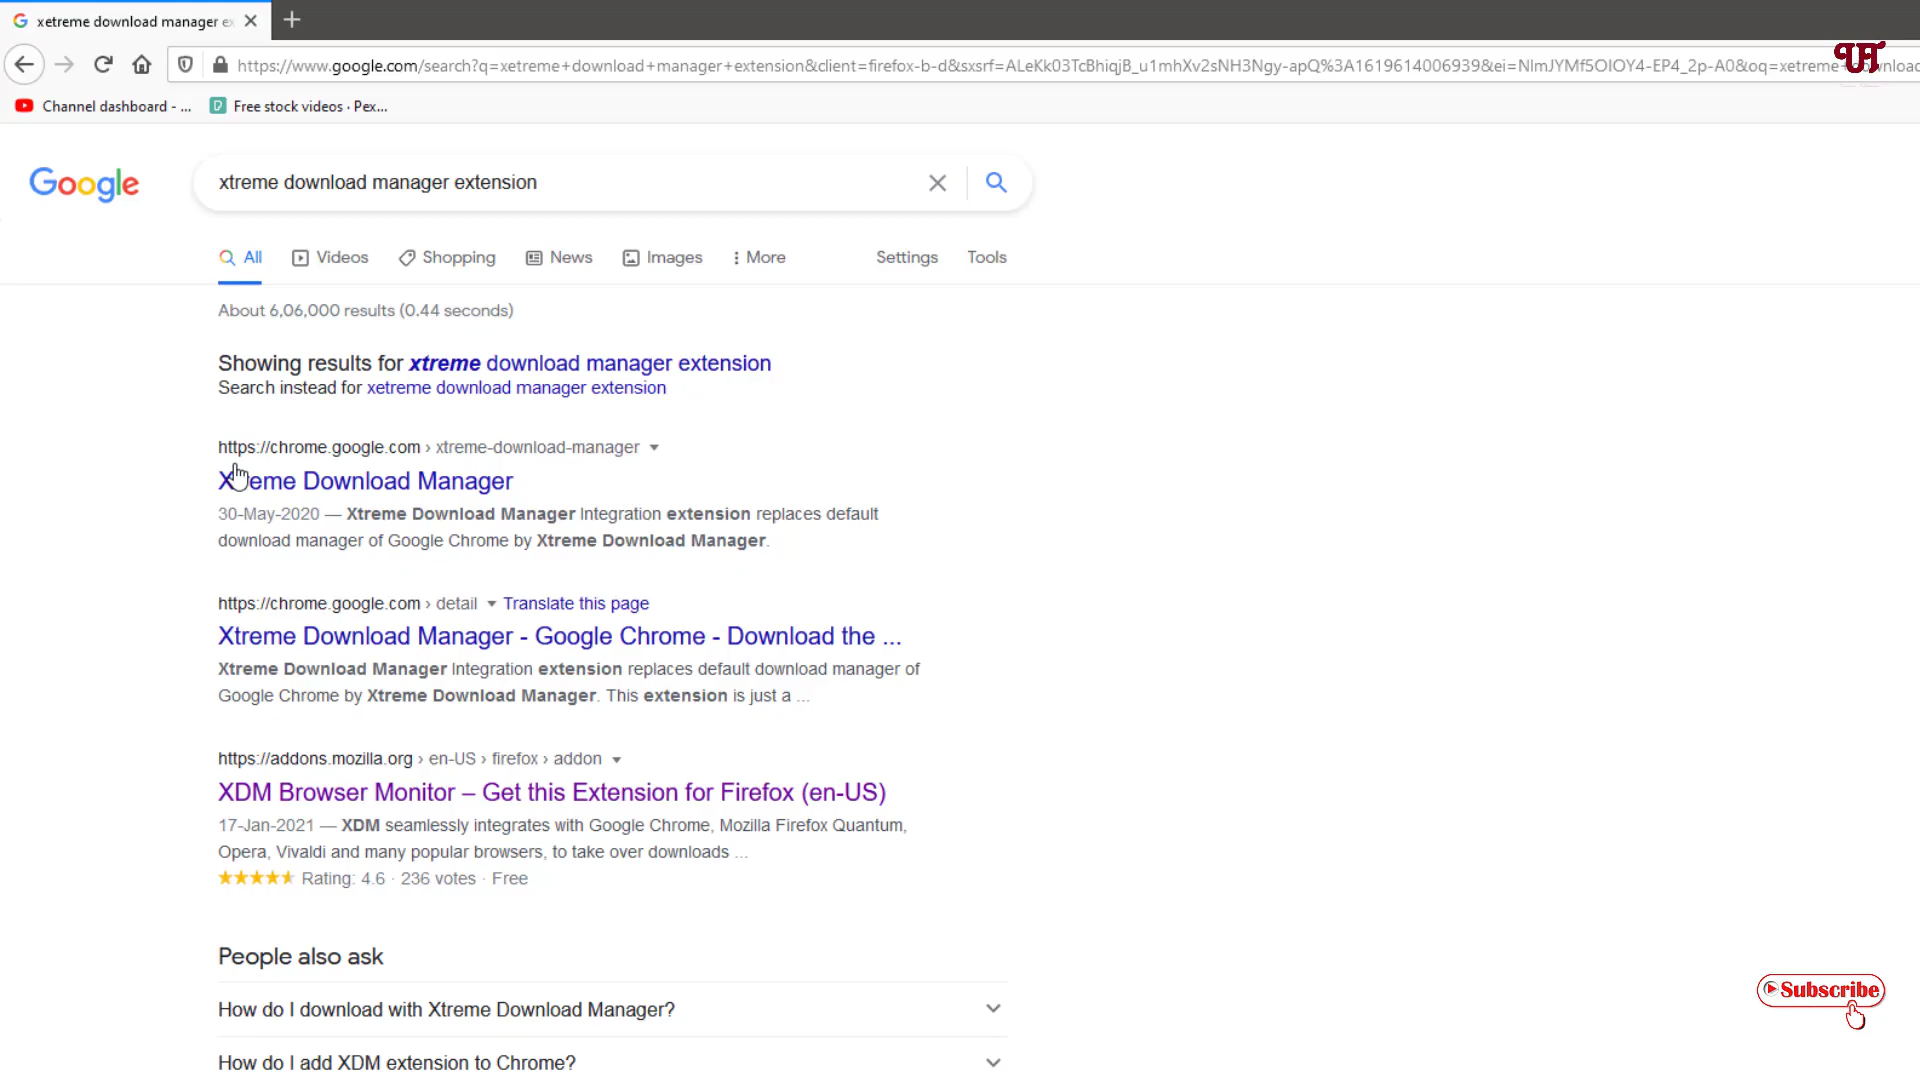 xetreme download manager e
https://www.google.com/search?q=xetreme+download+manager+extension&client=firefox-b-d&sxsrf=ALeKk03TcBhiqjB_u1mhXv2sNH3Ngy-apQ%3A1619614006939&ei=NlmJYMf5OIOY4-EP4_2p-A0&oq=xetreme+download
Channel dashboard - ...
Free stock videos · Pex...
Google
xtreme download manager extension
All
Videos
Shopping
News
Images
More
Settings
Tools
About 6,06,000 results (0.44 seconds)
Showing results for xtreme download manager extension
Search instead for xetreme download manager extension
https://chrome.google.com › xtreme-download-manager
Xtreme Download Manager
30-May-2020 — Xtreme Download Manager Integration extension replaces default
download manager of Google Chrome by Xtreme Download Manager.
https://chrome.google.com › detail Translate this page
Xtreme Download Manager - Google Chrome - Download the ...
Xtreme Download Manager Integration extension replaces default download manager of
Google Chrome by Xtreme Download Manager. This extension is just a ...
https://addons.mozilla.org › en-US › firefox › addon
XDM Browser Monitor – Get this Extension for Firefox (en-US)
17-Jan-2021 — XDM seamlessly integrates with Google Chrome, Mozilla Firefox Quantum,
Opera, Vivaldi and many popular browsers, to take over downloads ...
Rating: 4.6 · 236 votes · Free
People also ask
How do I download with Xtreme Download Manager?
How do I add XDM extension to Chrome?
Subscribe